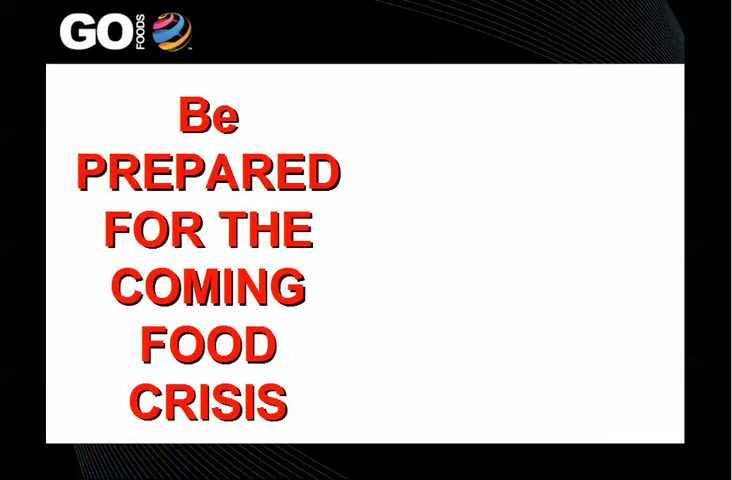 GO FOODS
Be
PREPARED
FOR THE
COMING
FOOD
CRISIS